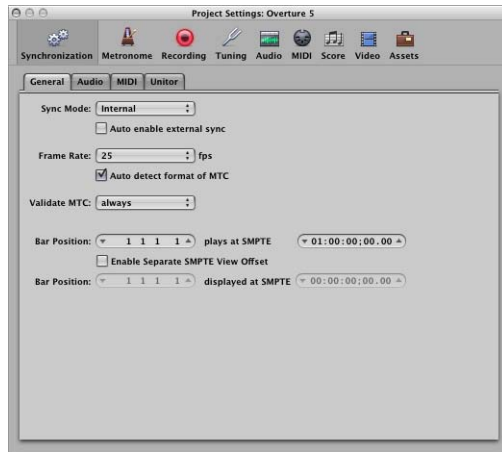 Project Settings: Overture 5
Synchronization Metronome Recording Tuning Audio MIDI Score Video Assets
General Audio MIDI Unitor
Sync Mode: Internal
Auto enable external sync
Frame Rate: 25 fps
Auto detect format of MTC
Validate MTC: always
Bar Position: 1 1 1 1 plays at SMPTE 01:00:00;00.00
Enable Separate SMPTE View Offset
Bar Position: 1 1 1 1 displayed at SMPTE 00:00:00;00.00